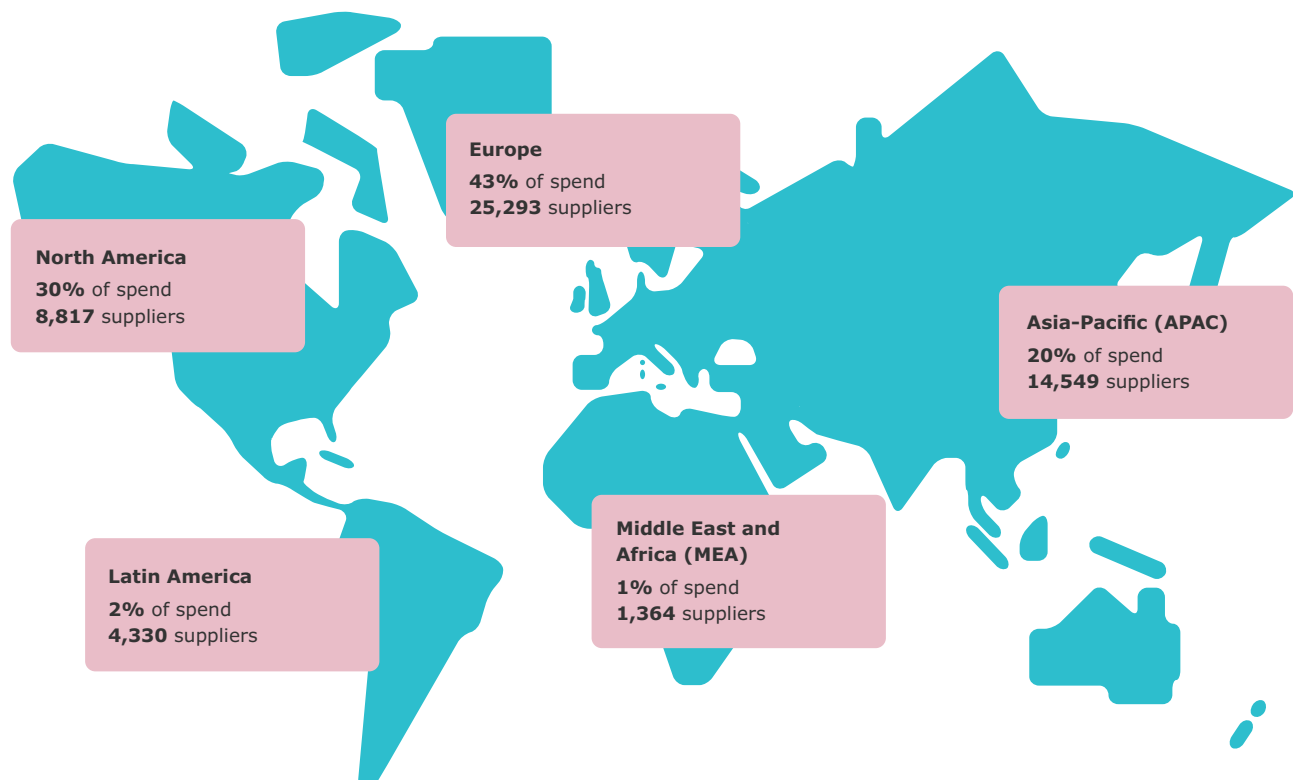 Europe
43% of spend
25,293 suppliers
North America
30% of spend
8,817 suppliers
Asia-Pacific (APAC)
20% of spend
14,549 suppliers
Middle East and
Africa (MEA)
1% of spend
1,364 suppliers
Latin America
2% of spend
4,330 suppliers